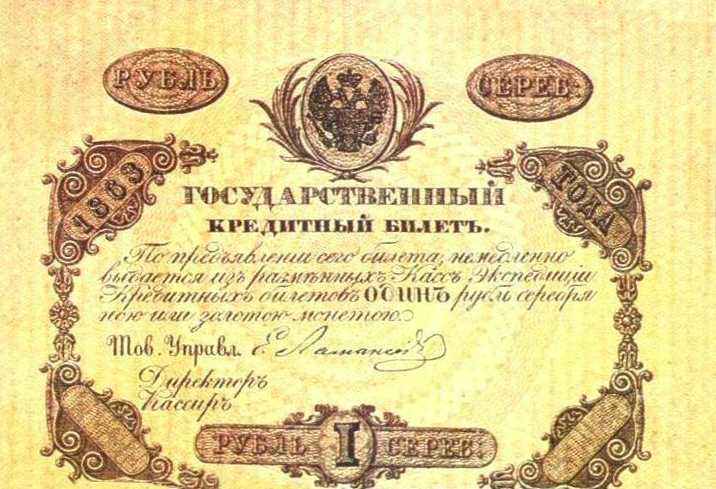 РУБЛЬ СЕРЕБ:
1863 ГОДА
ГОСУДАРСТВЕННЫЙ
КРЕДИТНЫЙ БИЛЕТЪ.
По предъявленіи сего билета, немедленно
выдается изъ размѣнныхъ Кассъ Экспедиціи
Кредитныхъ билетовъ ОДИНЪ рубль серебря
ною или золотою монетою.
Тов. Управл. Е. Ламанскій
Директоръ
Кассиръ
РУБЛЬ I СЕРЕБ: